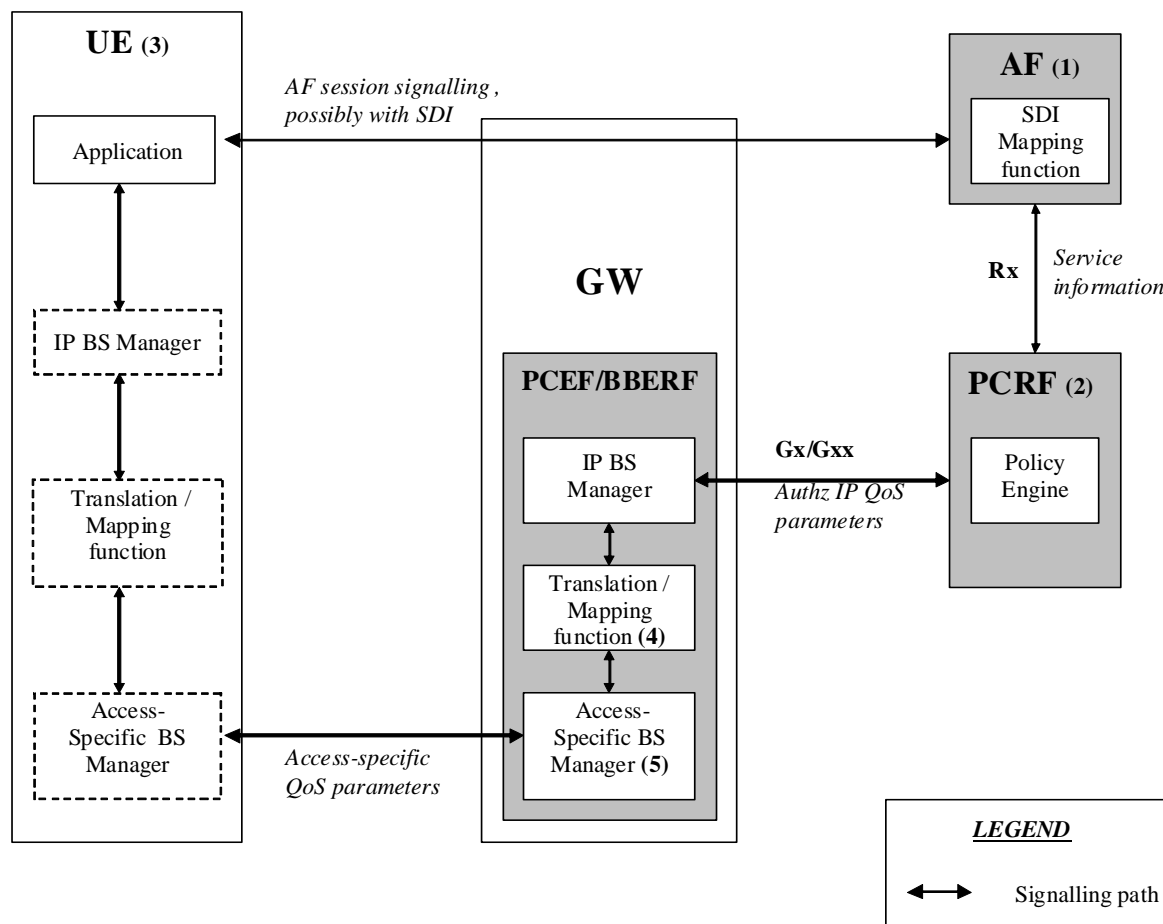 UE (3)
Application
IP BS Manager
Translation /
Mapping
function
Access-
Specific BS
Manager
AF session signalling ,
possibly with SDI
Access-specific
QoS parameters
GW
PCEF/BBERF
IP BS
Manager
Translation /
Mapping
function (4)
Access-
Specific BS
Manager (5)
Gx/Gxx
Authz IP QoS
parameters
AF (1)
SDI
Mapping
function
Rx
Service
information
PCRF (2)
Policy
Engine
LEGEND
Signalling path